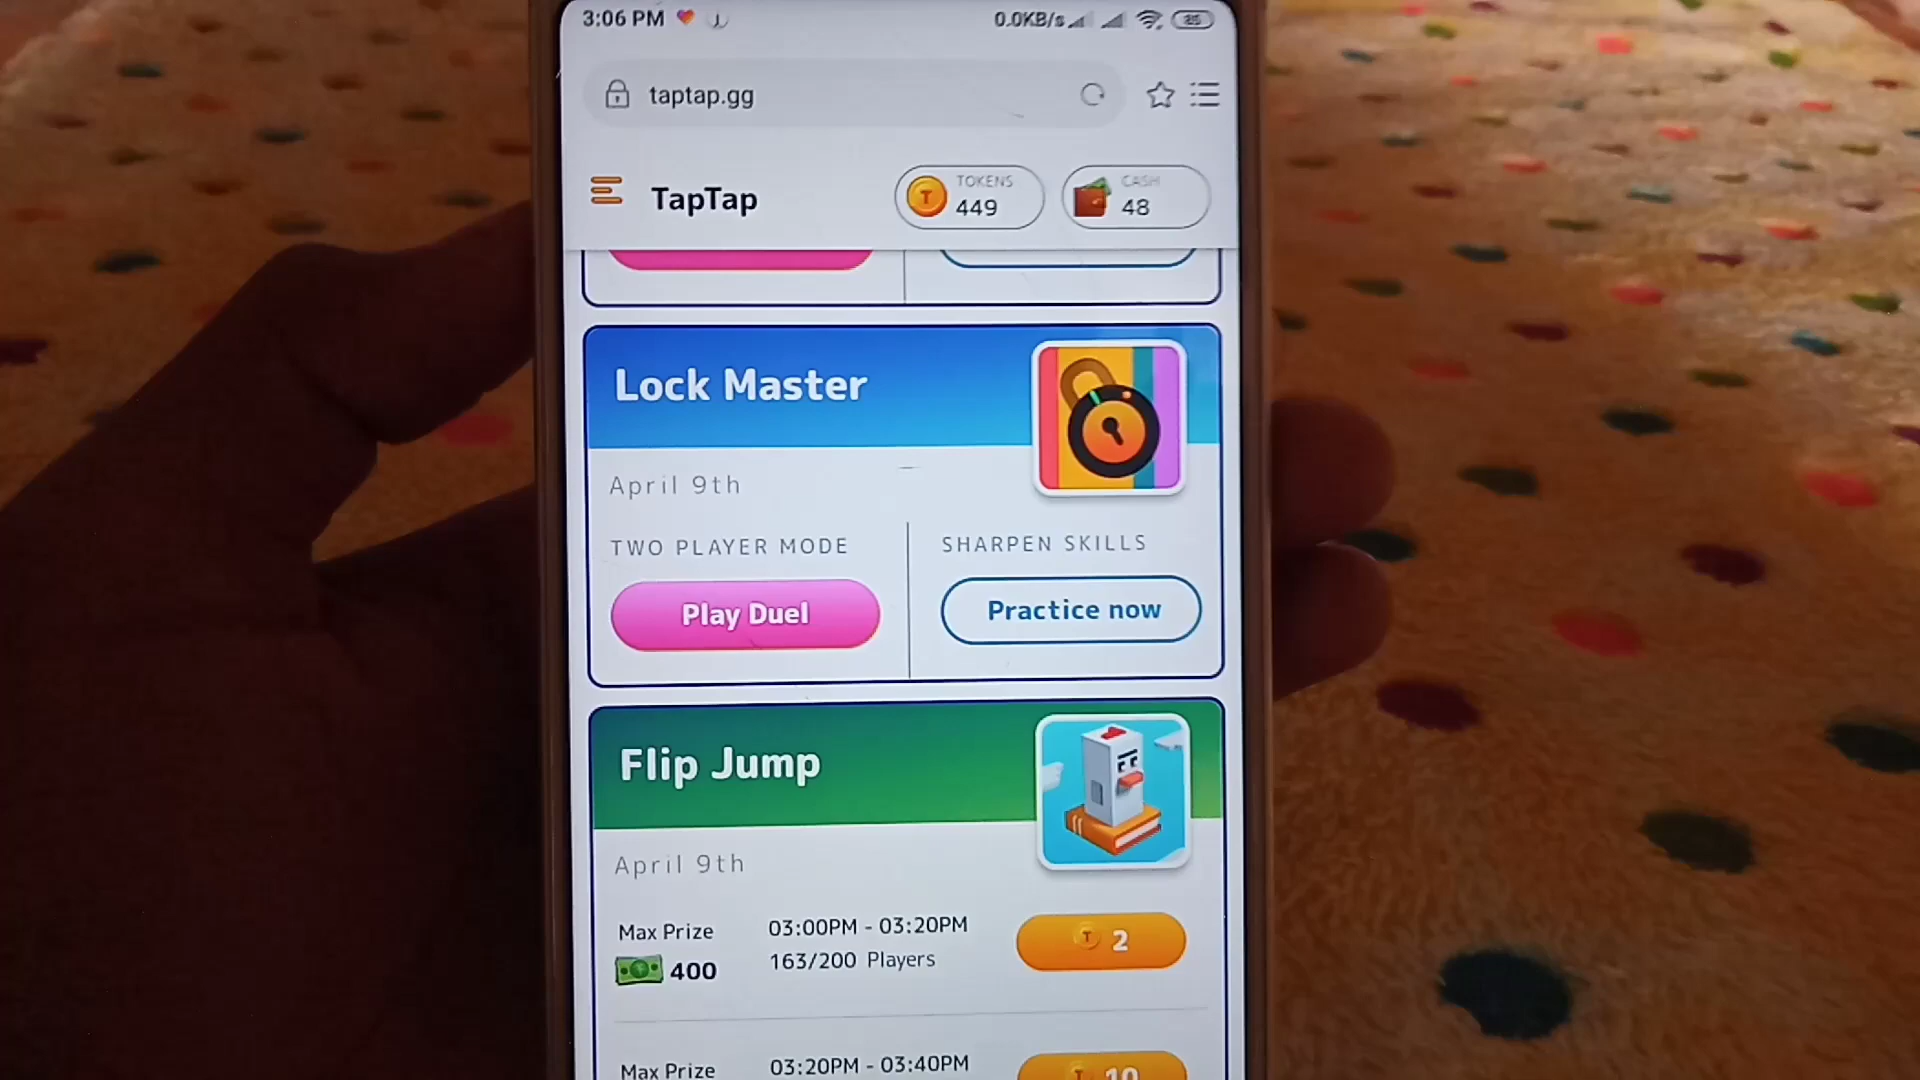 3:06 PM
0.0KB/s
85
taptap.gg
TapTap
TOKENS
449
CASH
48
Lock Master
April 9th
TWO PLAYER MODE
SHARPEN SKILLS
Play Duel
Practice now
Flip Jump
April 9th
Max Prize
03:00PM - 03:20PM
T 2
400
163/200 Players
Max Prize
03:20PM - 03:40PM
T 10